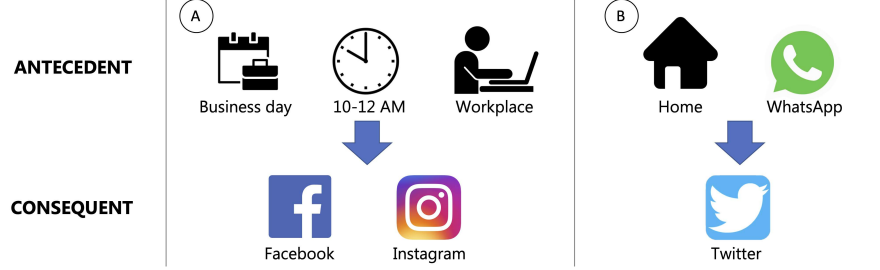 A
B
ANTECEDENT
Business day
10-12 AM
Workplace
Home
WhatsApp
CONSEQUENT
Facebook
Instagram
Twitter